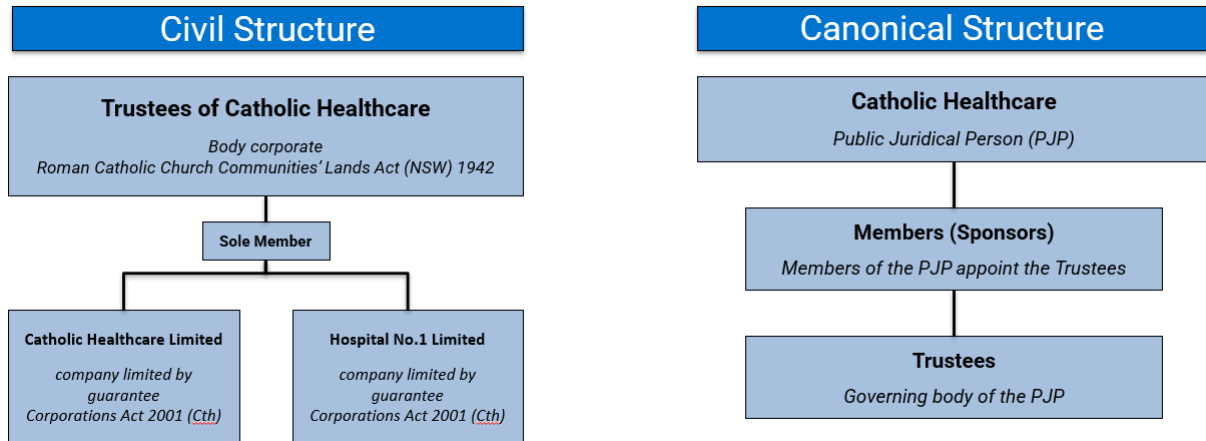 Civil Structure
Trustees of Catholic Healthcare
Body corporate
Roman Catholic Church Communities' Lands Act (NSW) 1942
Sole Member
Catholic Healthcare Limited
company limited by
guarantee
Corporations Act 2001 (Cth)
Hospital No.1 Limited
company limited by
guarantee
Corporations Act 2001 (Cth)
Canonical Structure
Catholic Healthcare
Public Juridical Person (PJP)
Members (Sponsors)
Members of the PJP appoint the Trustees
Trustees
Governing body of the PJP